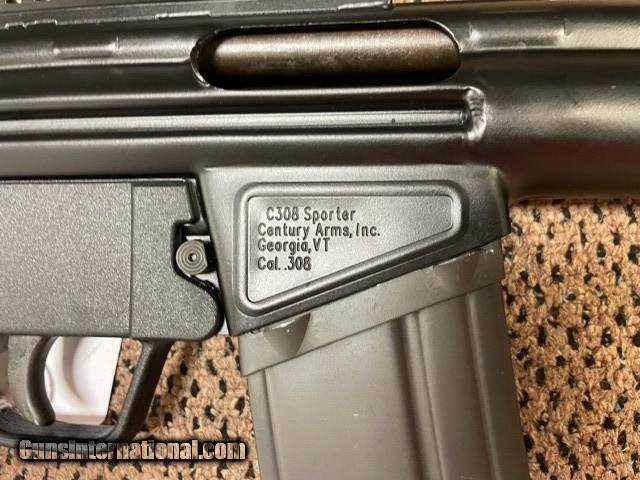 C308 Sporter
Century Arms, Inc.
Georgia, VT
Cal. .308
GunsInternational.com